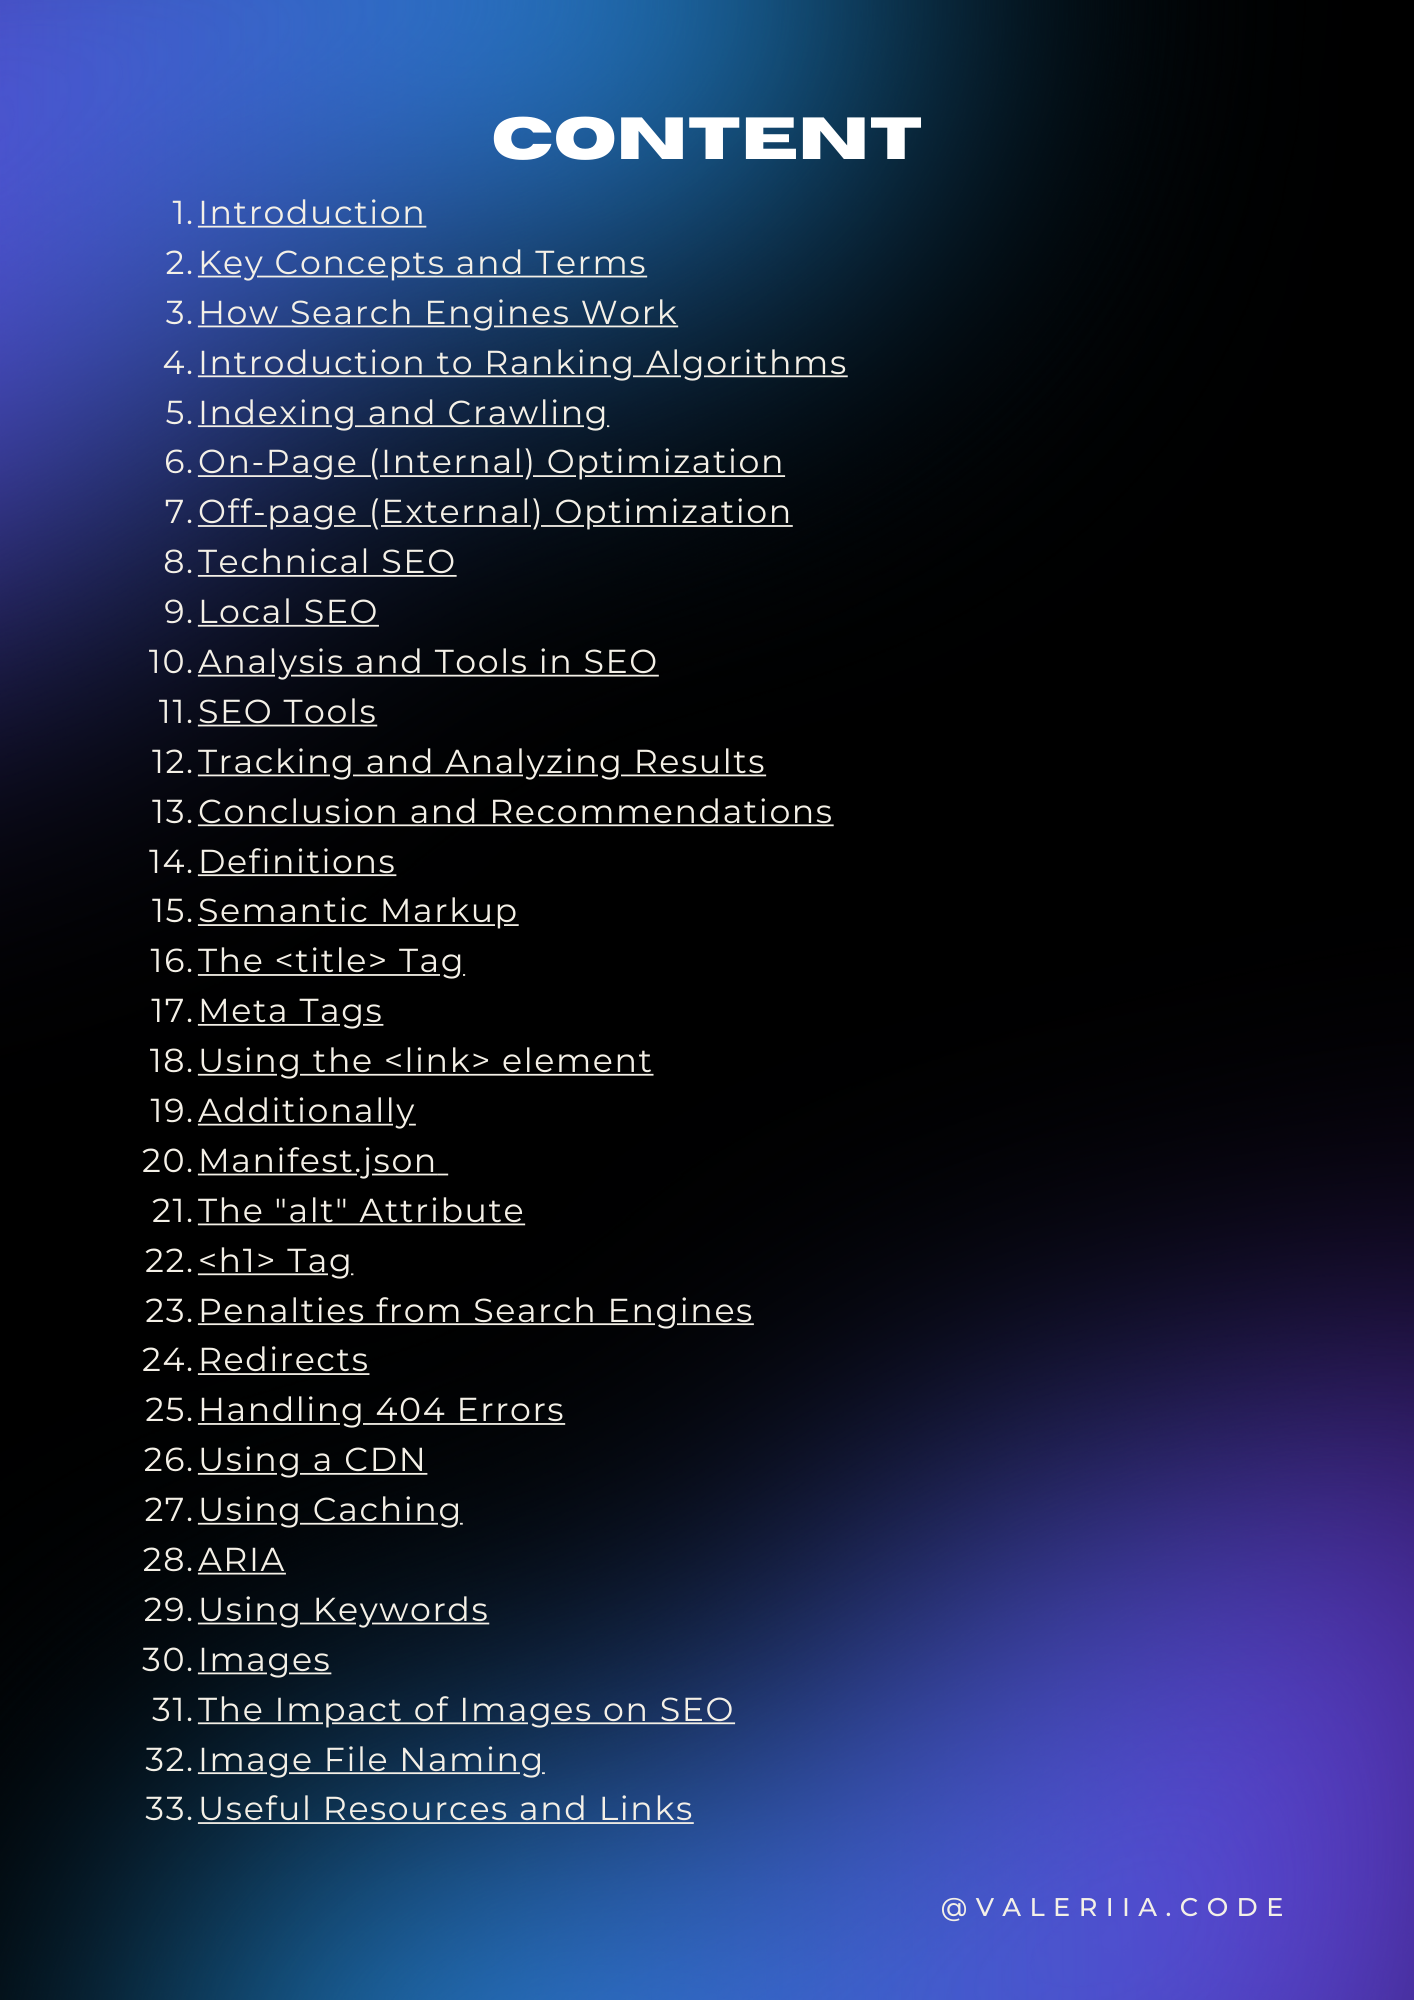 CONTENT
1. Introduction
2. Key Concepts and Terms
3. How Search Engines Work
4. Introduction to Ranking Algorithms
5. Indexing and Crawling
6. On-Page (Internal) Optimization
7. Off-page (External) Optimization
8. Technical SEO
9. Local SEO
10. Analysis and Tools in SEO
11. SEO Tools
12. Tracking and Analyzing Results
13. Conclusion and Recommendations
14. Definitions
15. Semantic Markup
16. The <title> Tag
17. Meta Tags
18. Using the <link> element
19. Additionally
20. Manifest.json
21. The "alt" Attribute
22. <h1> Tag
23. Penalties from Search Engines
24. Redirects
25. Handling 404 Errors
26. Using a CDN
27. Using Caching
28. ARIA
29. Using Keywords
30. Images
31. The Impact of Images on SEO
32. Image File Naming
33. Useful Resources and Links
@VALERIIA.CODE